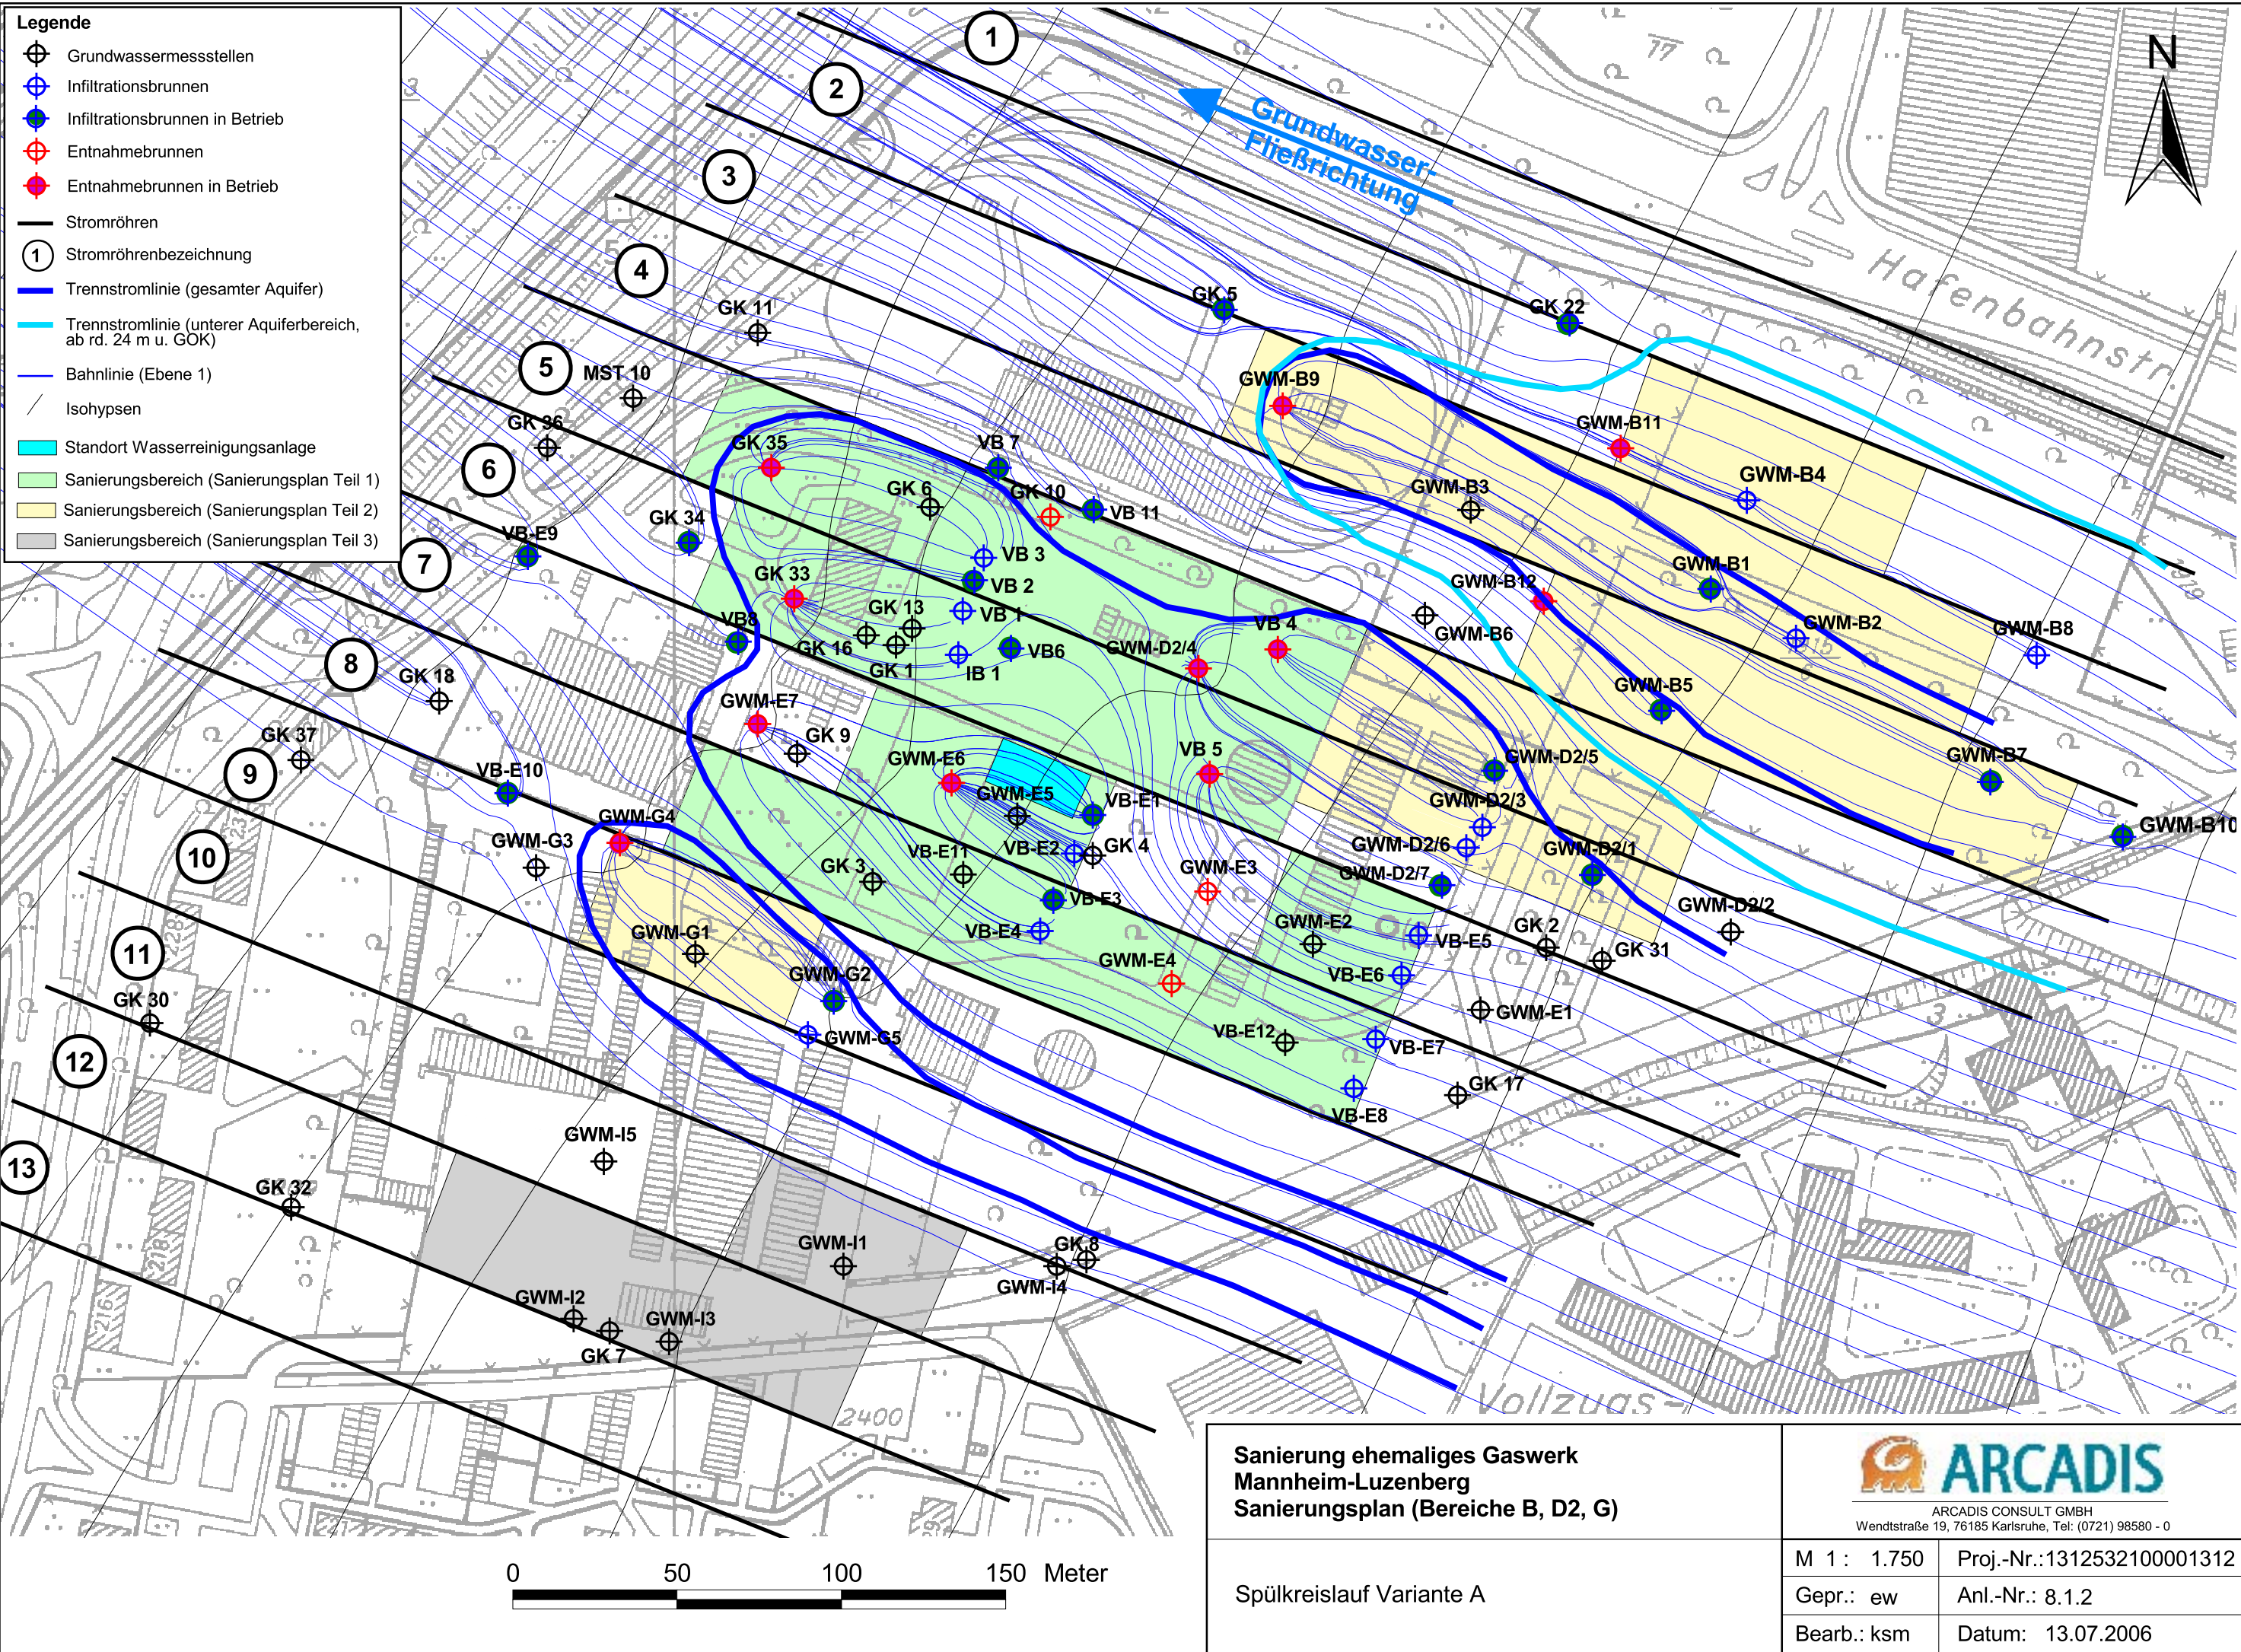 Legende
Grundwassermessstellen
Infiltrationsbrunnen
Infiltrationsbrunnen in Betrieb
Entnahmebrunnen
Entnahmebrunnen in Betrieb
Stromröhren
1 Stromröhrenbezeichnung
Trennstromlinie (gesamter Aquifer)
Trennstromlinie (unterer Aquiferbereich,
ab rd. 24 m u. GOK)
Bahnlinie (Ebene 1)
Isohypsen
Standort Wasserreinigungsanlage
Sanierungsbereich (Sanierungsplan Teil 1)
Sanierungsbereich (Sanierungsplan Teil 2)
Sanierungsbereich (Sanierungsplan Teil 3)
1
2
3
4
5
6
7
8
9
10
11
12
13
N
77
Grundwasser-
Fließrichtung
Hafenbahnstr.
GK 5
GK 22
GK 11
MST 10
GK 36
GWM-B9
GWM-B11
GWM-B4
GWM-B3
GK 35
VB 7
GK 6
GK 10
VB 11
GK 34
VB-E9
VB 3
VB 2
GK 33
GK 13
VB 1
VB8
GK 16
GK 1
VB6
IB 1
GWM-D2/4
VB 4
GWM-B12
GWM-B6
GWM-B1
GWM-B2
GWM-B8
GWM-B5
GWM-B7
GWM-B10
GK 18
GK 37
GWM-E7
GK 9
GWM-E6
VB 5
GWM-D2/5
VB-E10
GWM-E5
VB-E1
GWM-D2/3
GWM-G4
GWM-G3
VB-E11
VB-E2
GK 4
GWM-D2/6
GWM-D2/1
GK 3
GWM-E3
GWM-D2/7
VB-E3
GWM-D2/2
GWM-G1
VB-E4
GWM-E2
VB-E5
GK 2
GK 31
GWM-E4
VB-E6
GWM-G2
GWM-E1
GK 30
GWM-G5
VB-E12
VB-E7
GK 17
VB-E8
GWM-I5
GK 32
GWM-I1
GK 8
GWM-I4
GWM-I2
GWM-I3
GK 7
228
218
216
2400
Vollzugs-
0 50 100 150 Meter
Sanierung ehemaliges Gaswerk
Mannheim-Luzenberg
Sanierungsplan (Bereiche B, D2, G)
Spülkreislauf Variante A
ARCADIS
ARCADIS CONSULT GMBH
Wendtstraße 19, 76185 Karlsruhe, Tel: (0721) 98580 - 0
M 1 : 1.750 Proj.-Nr.:1312532100001312
Gepr.: ew Anl.-Nr.: 8.1.2
Bearb.: ksm Datum: 13.07.2006